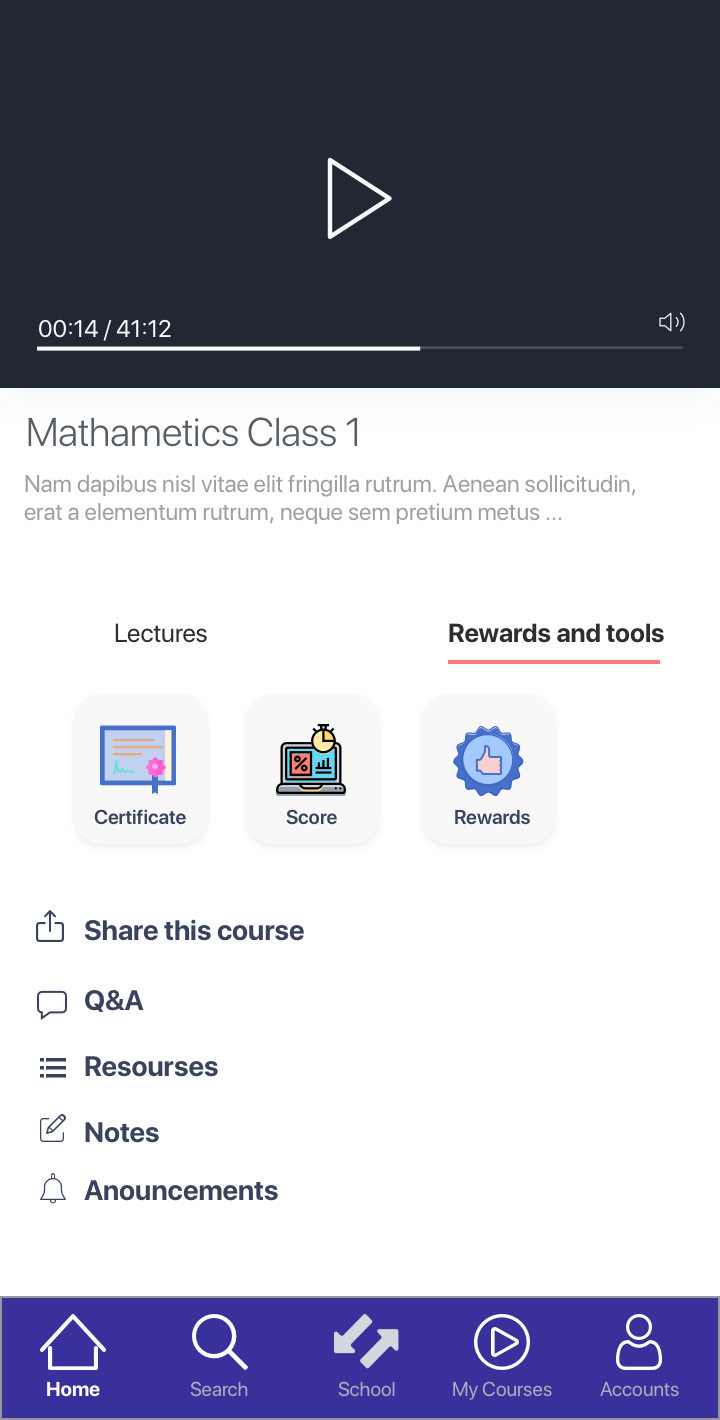 00:14 / 41:12
Mathametics Class 1
Nam dapibus nisl vitae elit fringilla rutrum. Aenean sollicitudin,
erat a elementum rutrum, neque sem pretium metus ...
Lectures
Rewards and tools
%
Certificate
Score
Rewards
Share this course
Q&A
Resourses
Notes
Anouncements
Home
Search
School
My Courses
Accounts